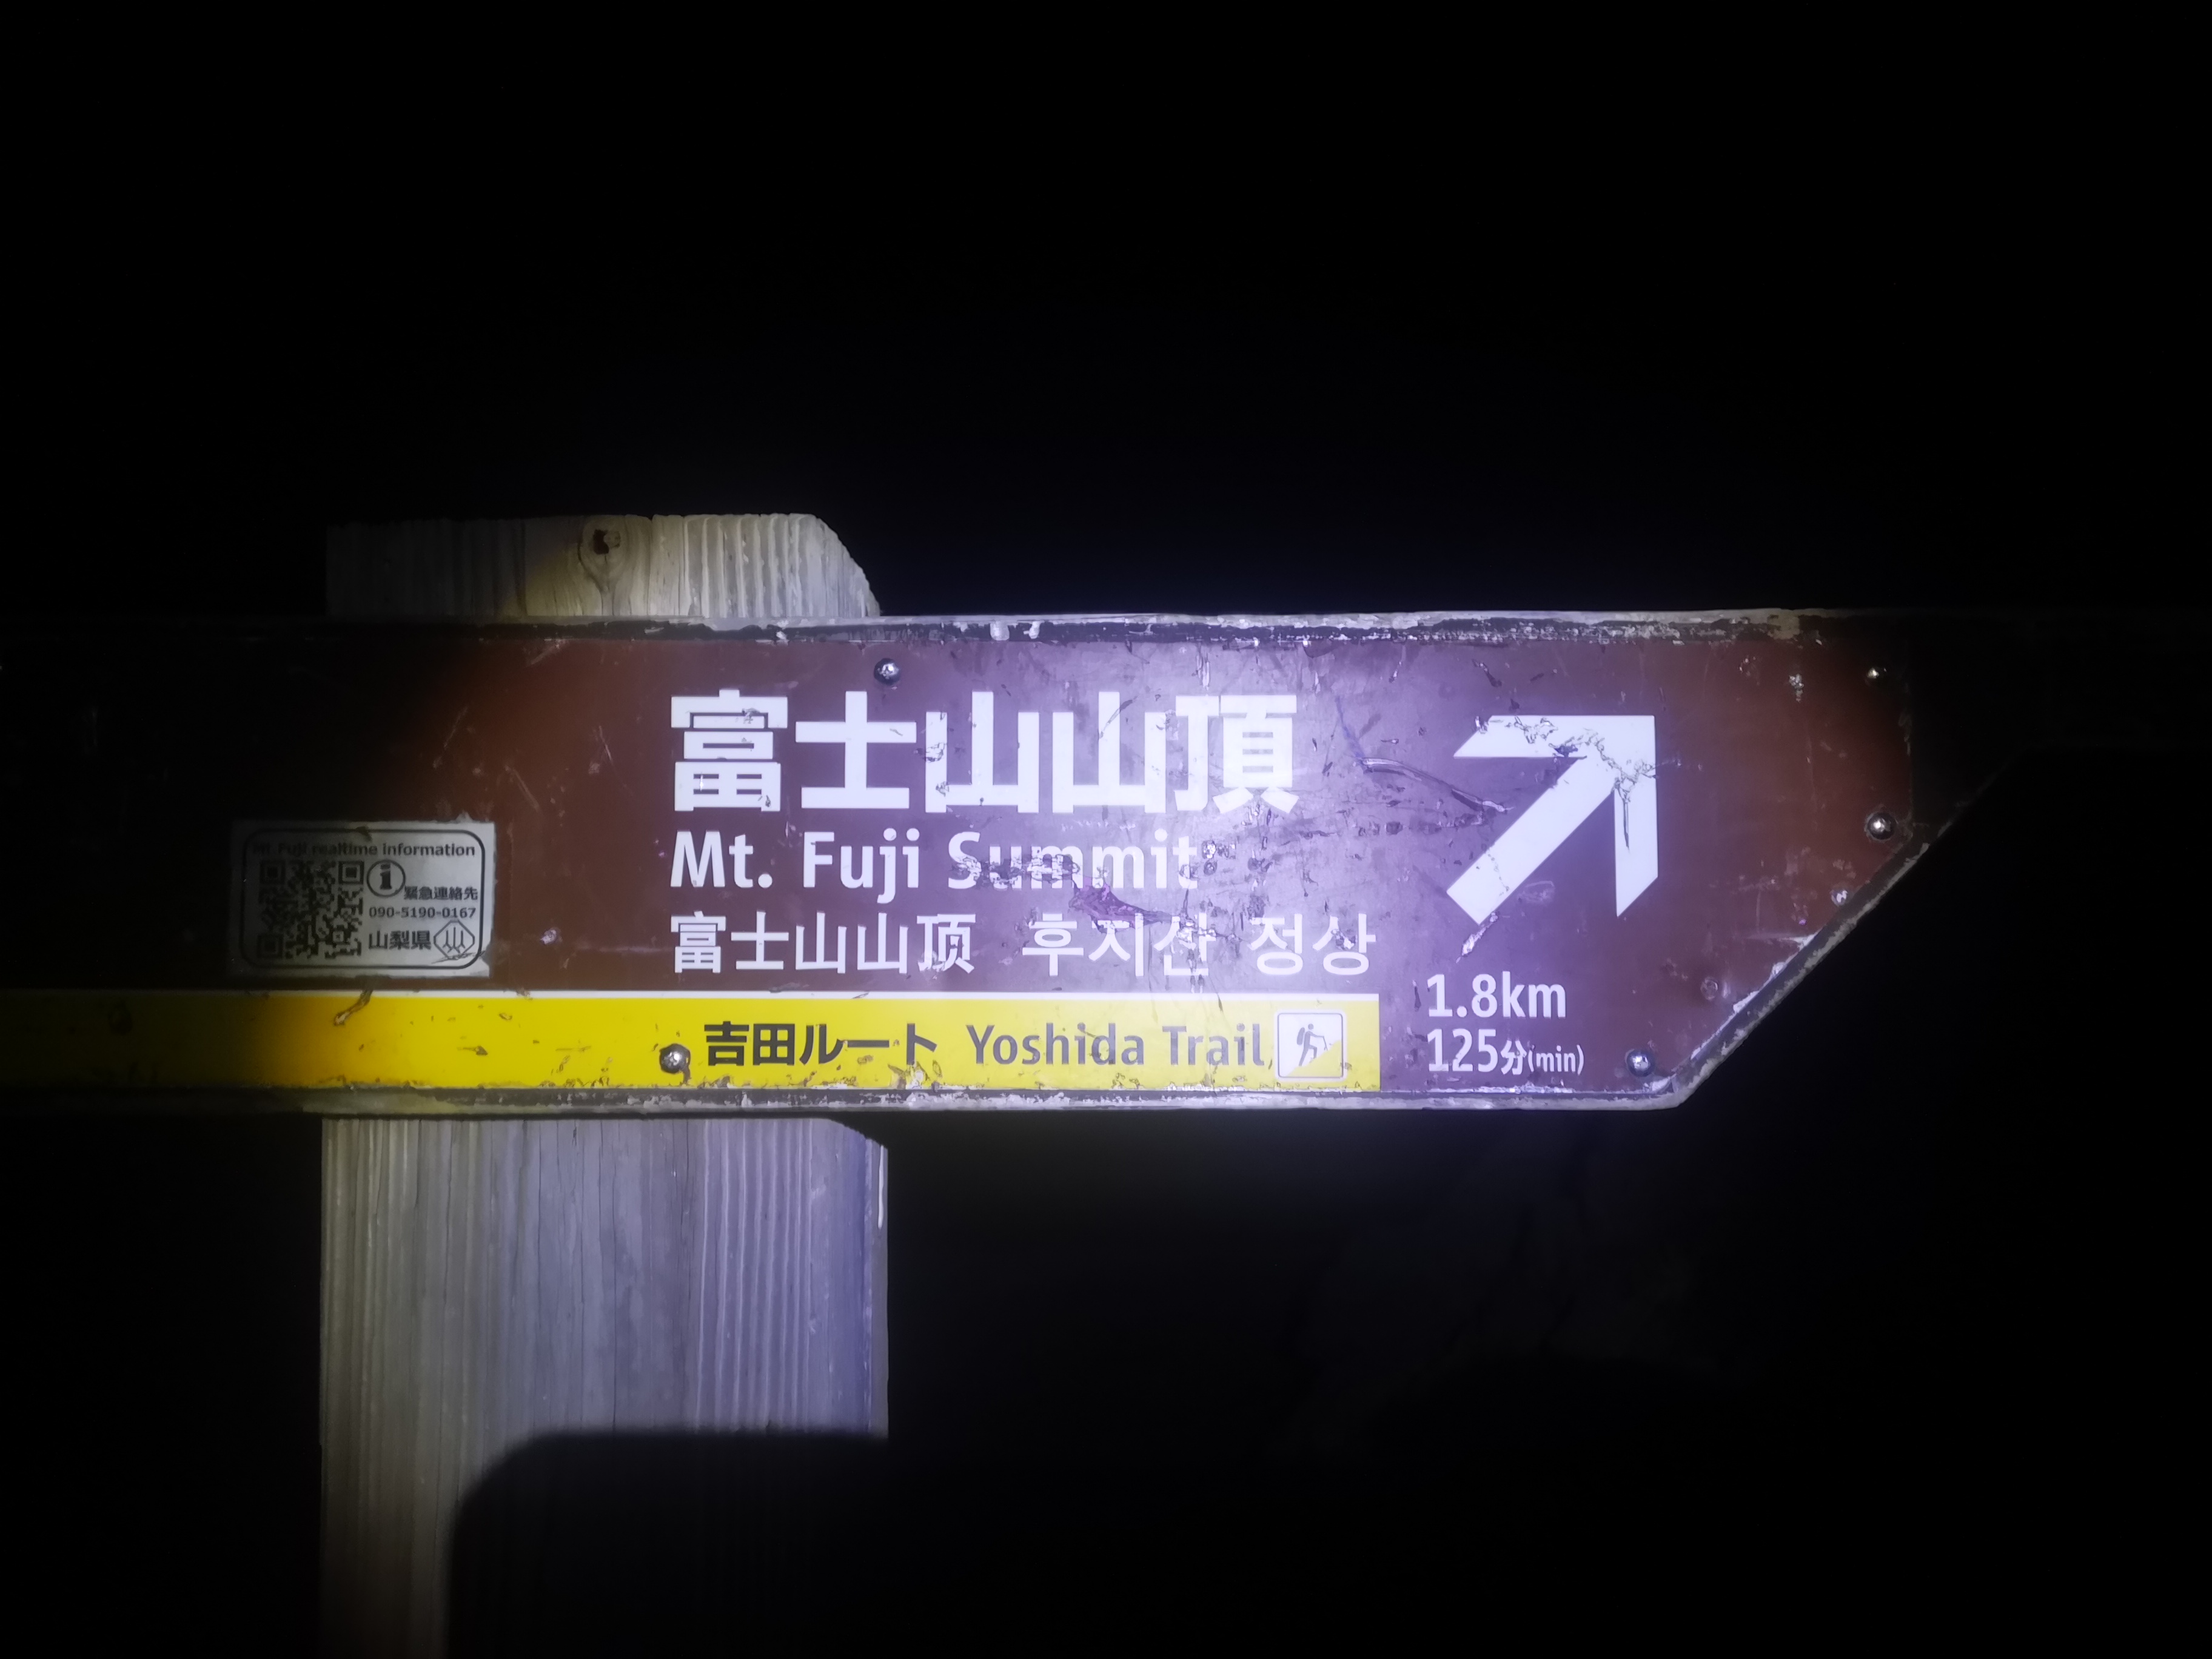 富士山山頂
Mt. Fuji Summit
富士山山顶 후지산 정상
1.8km
125分(min)
吉田ルート Yoshida Trail
Mt. Fuji realtime information
i
緊急連絡先
090-5190-0167
山梨県